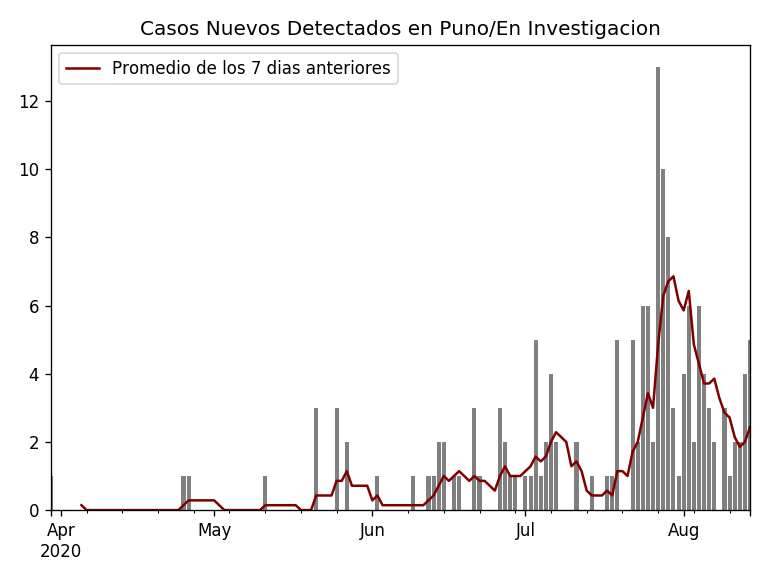 Casos Nuevos Detectados en Puno/En Investigacion
Promedio de los 7 dias anteriores
12
10
8
6
4
2
0
Apr May Jun Jul Aug
2020